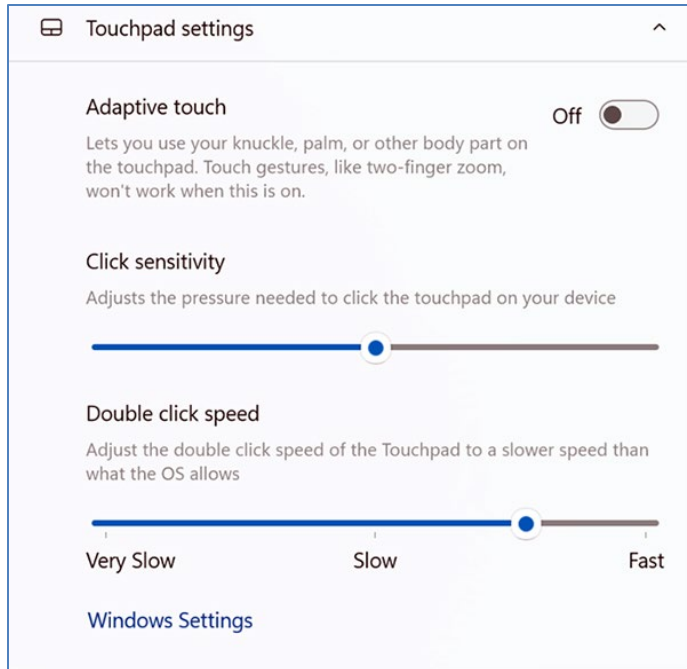 Touchpad settings
Adaptive touch
Off
Lets you use your knuckle, palm, or other body part on
the touchpad. Touch gestures, like two-finger zoom,
won't work when this is on.
Click sensitivity
Adjusts the pressure needed to click the touchpad on your device
Double click speed
Adjust the double click speed of the Touchpad to a slower speed than
what the OS allows
Very Slow Slow Fast
Windows Settings